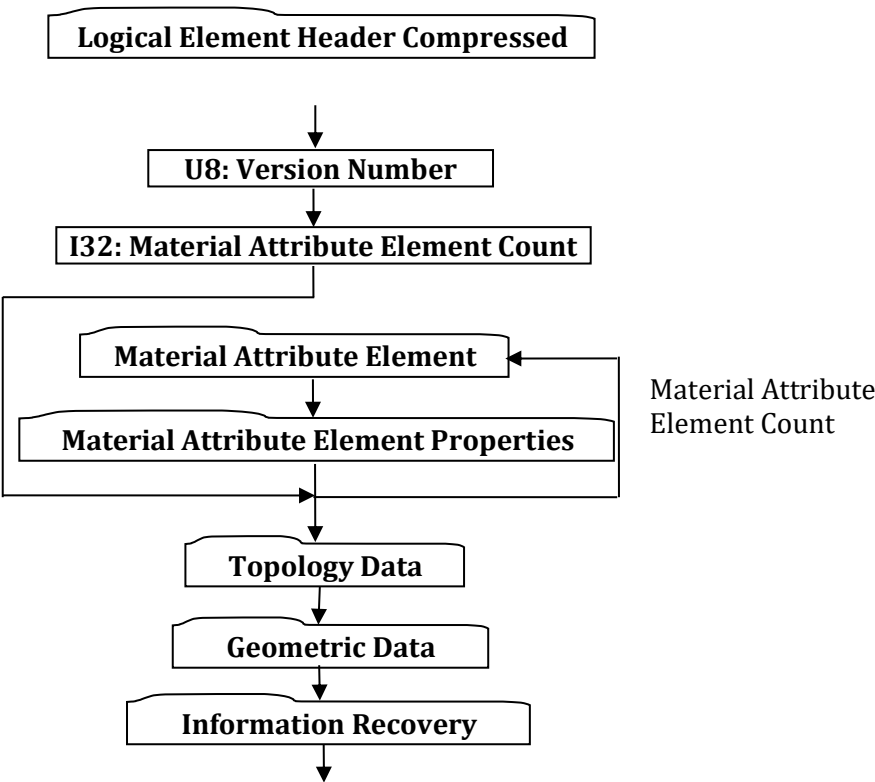 Logical Element Header Compressed
U8: Version Number
I32: Material Attribute Element Count
Material Attribute Element
Material Attribute Element Properties
Material Attribute
Element Count
Topology Data
Geometric Data
Information Recovery